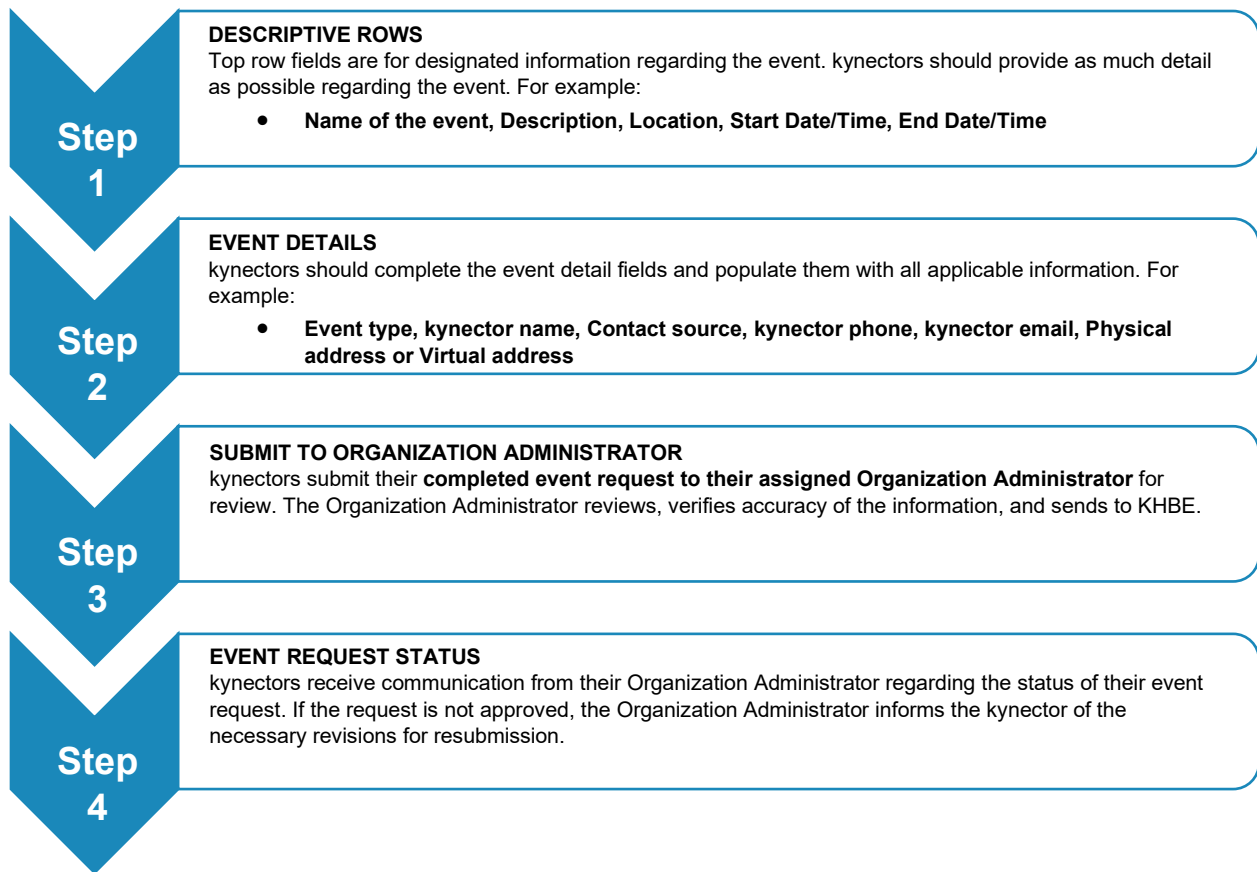 Step
1
DESCRIPTIVE ROWS
Top row fields are for designated information regarding the event. kynectors should provide as much detail
as possible regarding the event. For example:
• Name of the event, Description, Location, Start Date/Time, End Date/Time
Step
2
EVENT DETAILS
kynectors should complete the event detail fields and populate them with all applicable information. For
example:
• Event type, kynector name, Contact source, kynector phone, kynector email, Physical
address or Virtual address
Step
3
SUBMIT TO ORGANIZATION ADMINISTRATOR
kynectors submit their completed event request to their assigned Organization Administrator for
review. The Organization Administrator reviews, verifies accuracy of the information, and sends to KHBE.
Step
4
EVENT REQUEST STATUS
kynectors receive communication from their Organization Administrator regarding the status of their event
request. If the request is not approved, the Organization Administrator informs the kynector of the
necessary revisions for resubmission.